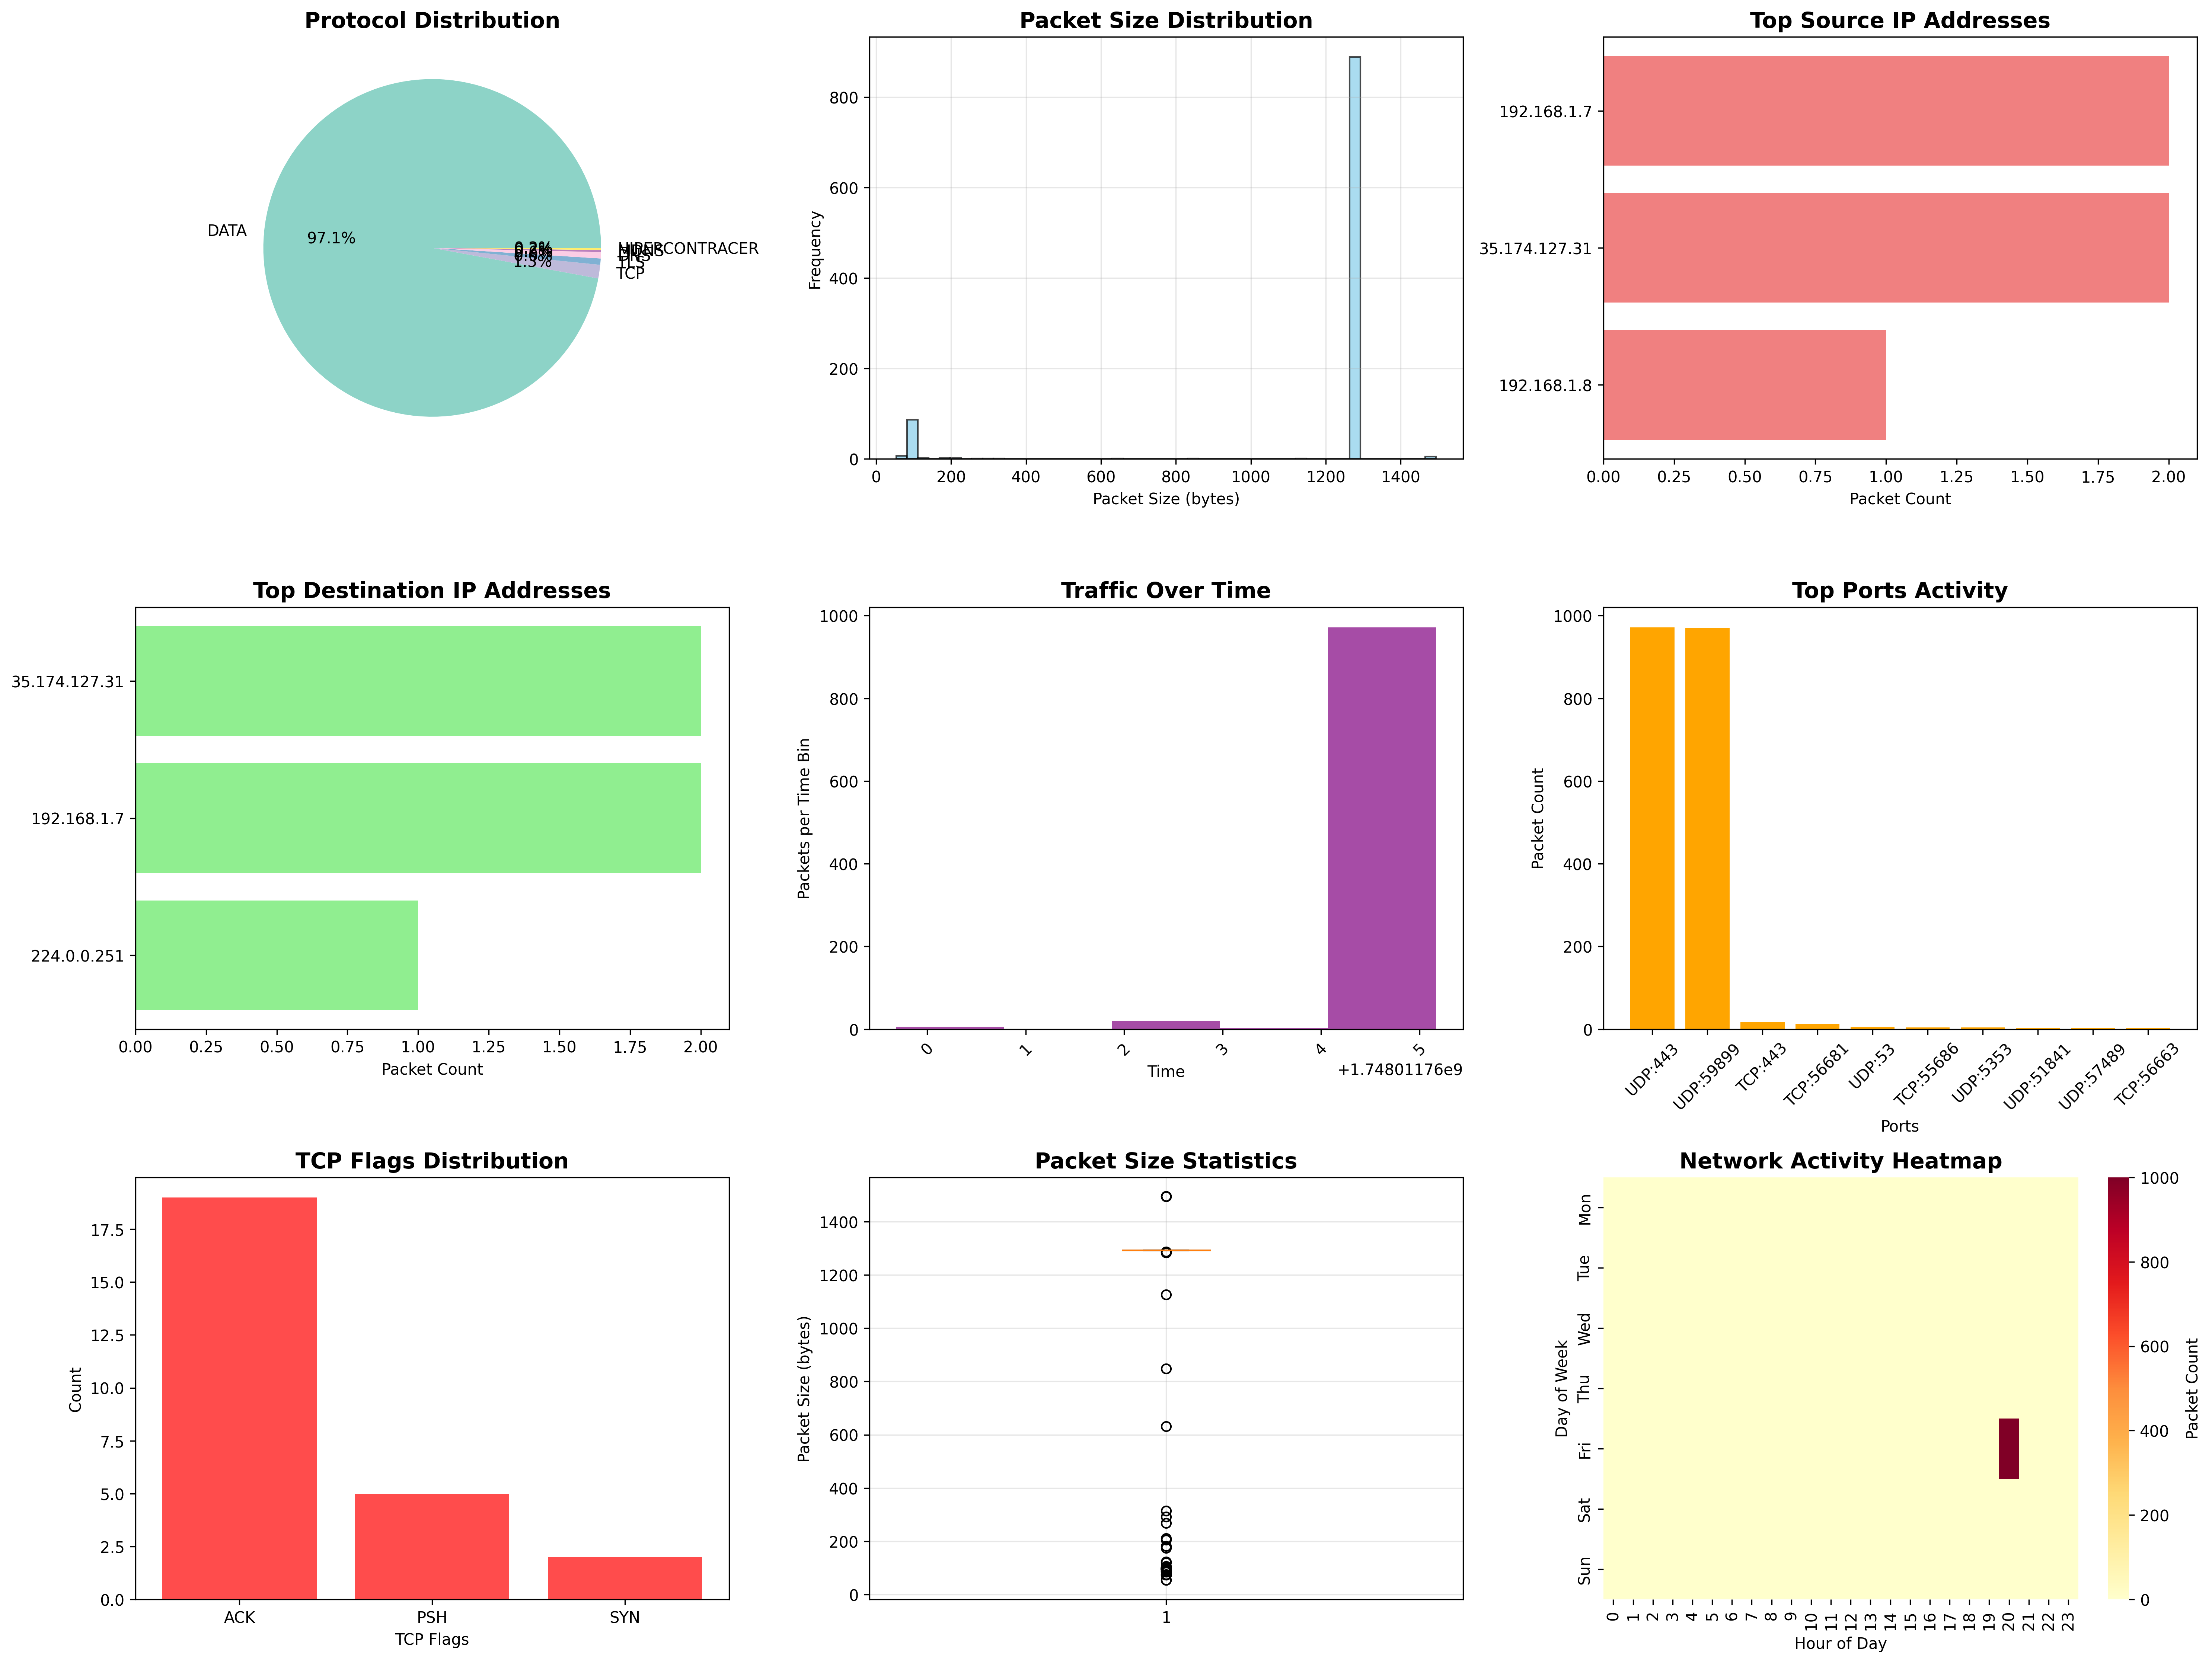 Protocol Distribution
DATA
97.1%
1.3%
HIPERCONTRACER
TLS
TCP
Packet Size Distribution
Frequency
800
600
400
200
0
0 200 400 600 800 1000 1200 1400
Packet Size (bytes)
Top Source IP Addresses
192.168.1.7
35.174.127.31
192.168.1.8
0.00 0.25 0.50 0.75 1.00 1.25 1.50 1.75 2.00
Packet Count
Top Destination IP Addresses
35.174.127.31
192.168.1.7
224.0.0.251
0.00 0.25 0.50 0.75 1.00 1.25 1.50 1.75 2.00
Packet Count
Traffic Over Time
Packets per Time Bin
1000
800
600
400
200
0
0 1 2 3 4 5
Time
+1.74801176e9
Top Ports Activity
Packet Count
1000
800
600
400
200
0
UDP:443 UDP:59899 TCP:443 TCP:56681 UDP:53 TCP:55686 UDP:5353 UDP:51841 UDP:57489 TCP:56663
Ports
TCP Flags Distribution
Count
17.5
15.0
12.5
10.0
7.5
5.0
2.5
0.0
ACK PSH SYN
TCP Flags
Packet Size Statistics
Packet Size (bytes)
1400
1200
1000
800
600
400
200
0
1
Network Activity Heatmap
Day of Week
Mon
Tue
Wed
Thu
Fri
Sat
Sun
0 1 2 3 4 5 6 7 8 9 10 11 12 13 14 15 16 17 18 19 20 21 22 23
Hour of Day
1000
800
600
400
200
0
Packet Count